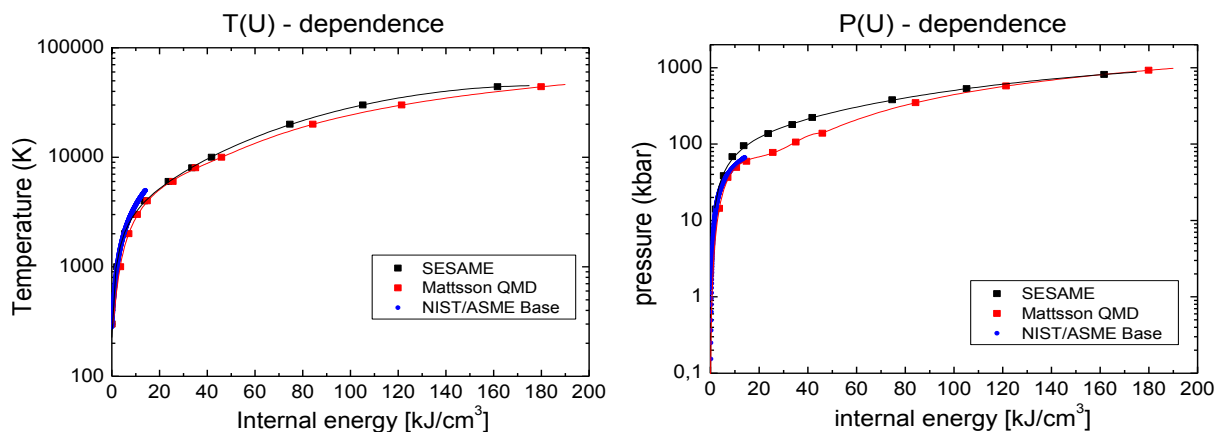 T(U) - dependence
100000
10000
1000
100
Temperature (K)
SESAME
Mattsson QMD
NIST/ASME Base
0 20 40 60 80 100 120 140 160 180 200
Internal energy [kJ/cm³]
P(U) - dependence
1000
100
10
1
0,1
pressure (kbar)
SESAME
Mattsson QMD
NIST/ASME Base
0 20 40 60 80 100 120 140 160 180 200
internal energy [kJ/cm³]